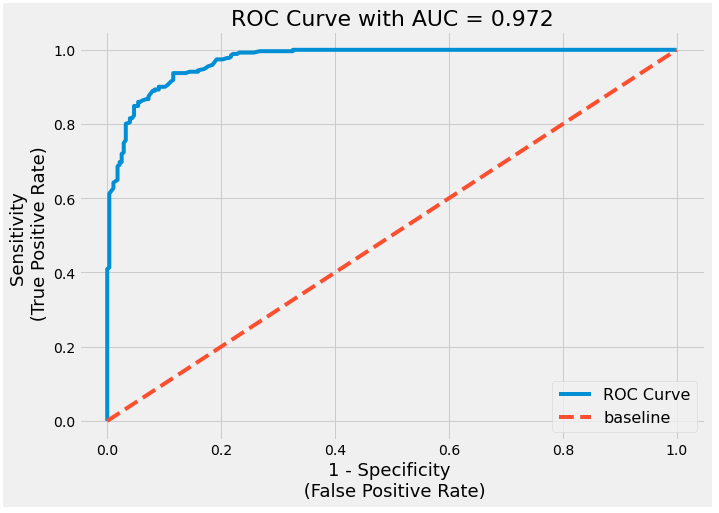 ROC Curve with AUC = 0.972
Sensitivity
(True Positive Rate)
1.0
0.8
0.6
0.4
0.2
0.0
ROC Curve
baseline
0.0 0.2 0.4 0.6 0.8 1.0
1 - Specificity
(False Positive Rate)